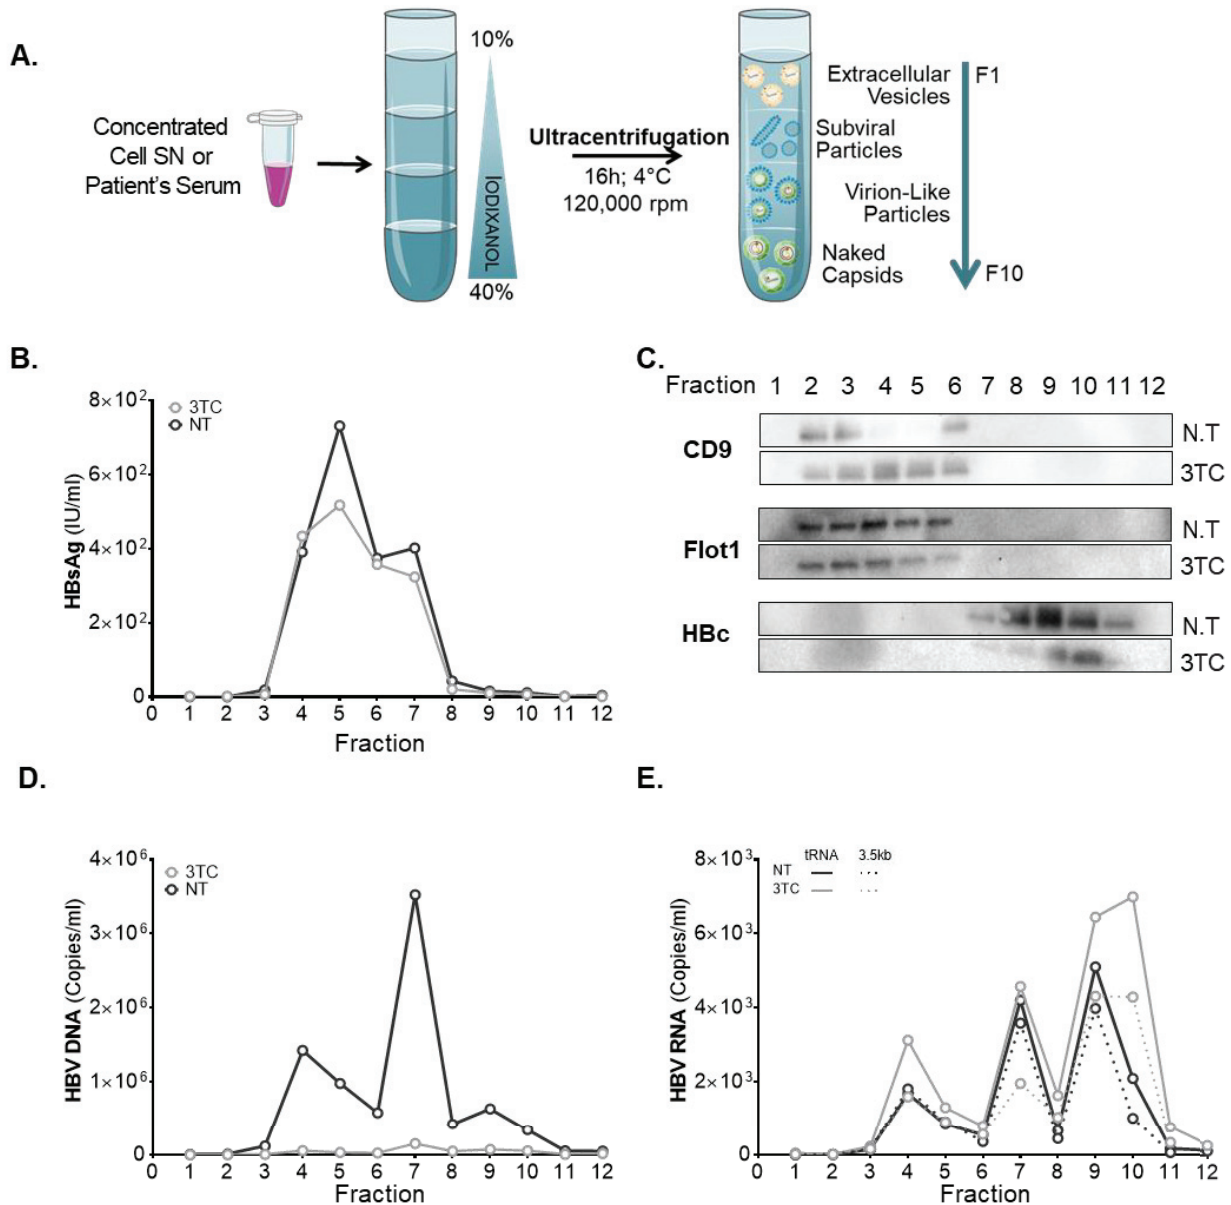 A.
Concentrated
Cell SN or
Patient's Serum
10%
IODIXANOL
40%
Ultracentrifugation
16h; 4°C
120,000 rpm
Extracellular
Vesicles
Subviral
Particles
Virion-Like
Particles
Naked
Capsids
F1
F10
B.
HBsAg (IU/ml)
8×10²
6×10²
4×10²
2×10²
0
3TC
NT
0 1 2 3 4 5 6 7 8 9 10 11 12
Fraction
C.
Fraction 1 2 3 4 5 6 7 8 9 10 11 12
CD9
N.T
3TC
Flot1
N.T
3TC
HBc
N.T
3TC
D.
HBV DNA (Copies/ml)
4×10⁶
3×10⁶
2×10⁶
1×10⁶
0
3TC
NT
0 1 2 3 4 5 6 7 8 9 10 11 12
Fraction
E.
HBV RNA (Copies/ml)
8×10³
6×10³
4×10³
2×10³
0
tRNA 3.5kb
NT
3TC
0 1 2 3 4 5 6 7 8 9 10 11 12
Fraction